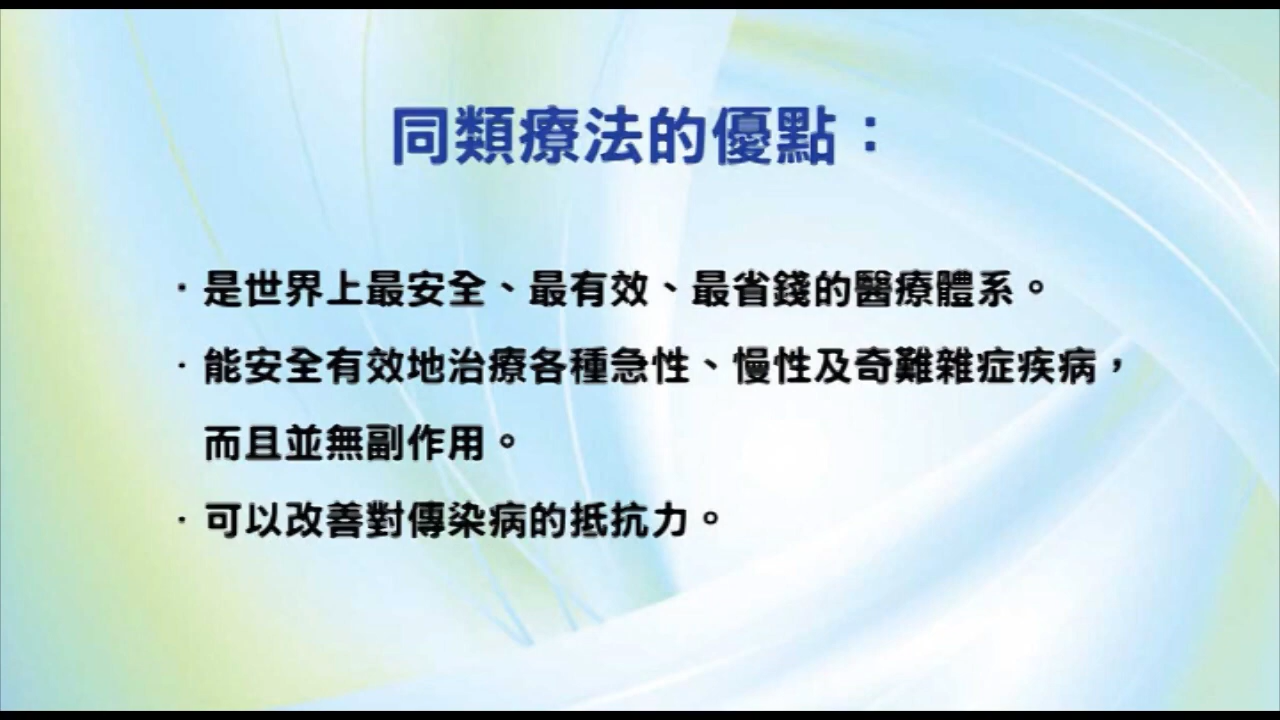 同類療法的優點：
·是世界上最安全、最有效、最省錢的醫療體系。
·能安全有效地治療各種急性、慢性及奇難雜症疾病，
而且並無副作用。
·可以改善對傳染病的抵抗力。